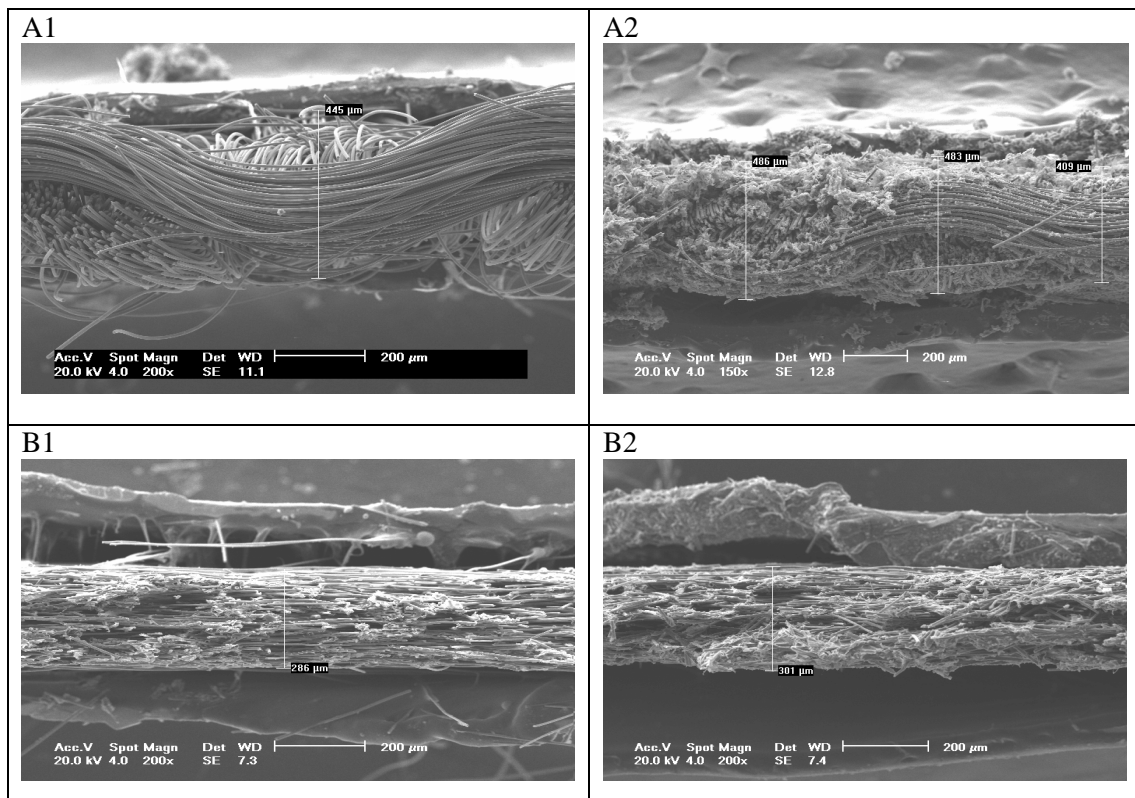 A1
445 µm
Acc.V Spot Magn Det WD 200 µm
20.0 kV 4.0 200x SE 11.1
A2
486 µm
483 µm
409 µm
Acc.V Spot Magn Det WD 200 µm
20.0 kV 4.0 150x SE 12.8
B1
286 µm
Acc.V Spot Magn Det WD 200 µm
20.0 kV 4.0 200x SE 7.3
B2
301 µm
Acc.V Spot Magn Det WD 200 µm
20.0 kV 4.0 200x SE 7.4